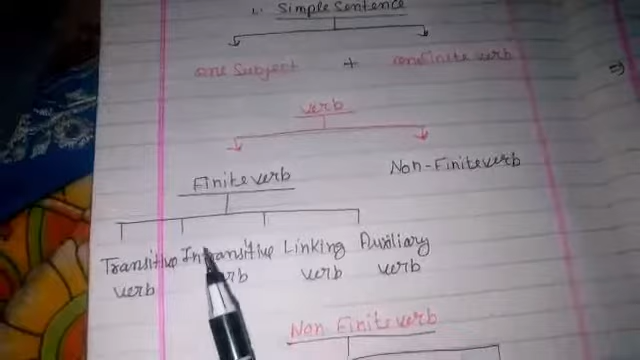 1. Simple Sentence
one Subject + one finite verb
⇒
verb
Finite verb Non-Finite verb
Transitive verb
Intransitive verb
Linking verb
Auxiliary verb
Non Finite verb